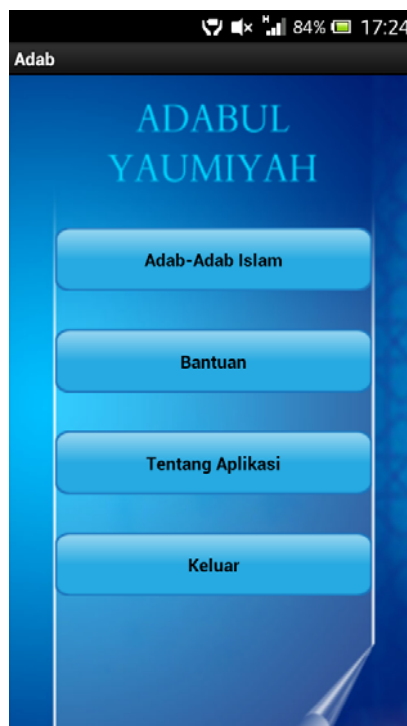 H 84% 17:24
Adab
ADABUL
YAUMIYAH
Adab-Adab Islam
Bantuan
Tentang Aplikasi
Keluar